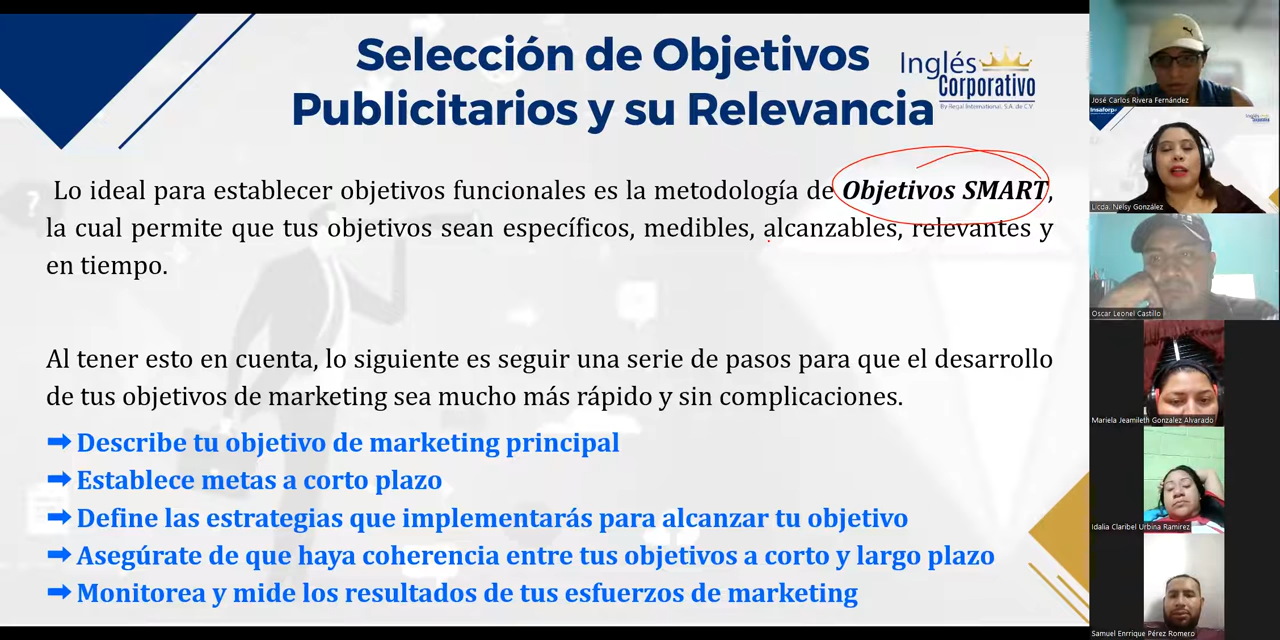 Selección de Objetivos
Publicitarios y su Relevancia
Inglés
Corporativo
By Regal International, S.A. de C.V
Lo ideal para establecer objetivos funcionales es la metodología de Objetivos SMART,
la cual permite que tus objetivos sean específicos, medibles, alcanzables, relevantes y
en tiempo.
Al tener esto en cuenta, lo siguiente es seguir una serie de pasos para que el desarrollo
de tus objetivos de marketing sea mucho más rápido y sin complicaciones.
➡ Describe tu objetivo de marketing principal
➡ Establece metas a corto plazo
➡ Define las estrategias que implementarás para alcanzar tu objetivo
➡ Asegúrate de que haya coherencia entre tus objetivos a corto y largo plazo
➡ Monitorea y mide los resultados de tus esfuerzos de marketing
José Carlos Rivera Fernández
Insaforp
Licda. Nelsy González
Oscar Leonel Castillo
Mariela Jeamileth González Alvarado
Idalia Claribel Urbina Ramírez
Samuel Enrrique Pérez Romero